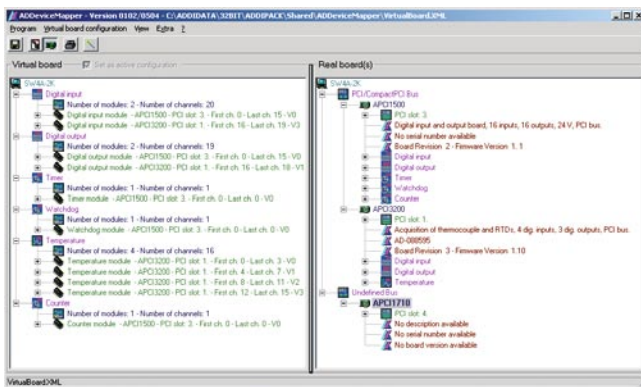 ADDeviceMapper - Version 0102/0504 - C:\ADDIDATA\32BIT\ADDIPACK\Shared\ADDeviceMapper\VirtualBoard.XML
Program Virtual board configuration View Extra ?
Virtual board
Set as active configuration
SW4A-2K
Digital input
Number of modules: 2 - Number of channels: 20
Digital input module - APCI1500 - PCI slot: 3. - First ch. 0 - Last ch. 15 - V0
Digital input module - APCI3200 - PCI slot: 1. - First ch. 16 - Last ch. 19 - V3
Digital output
Number of modules: 2 - Number of channels: 19
Digital output module - APCI1500 - PCI slot: 3. - First ch. 0 - Last ch. 15 - V0
Digital output module - APCI3200 - PCI slot: 1. - First ch. 16 - Last ch. 18 - V1
Timer
Number of modules: 1 - Number of channels: 1
Timer module - APCI1500 - PCI slot: 3. - First ch. 0 - Last ch. 0 - V0
Watchdog
Number of modules: 1 - Number of channels: 1
Watchdog module - APCI1500 - PCI slot: 3. - First ch. 0 - Last ch. 0 - V0
Temperature
Number of modules: 4 - Number of channels: 16
Temperature module - APCI3200 - PCI slot: 1. - First ch. 0 - Last ch. 3 - V0
Temperature module - APCI3200 - PCI slot: 1. - First ch. 4 - Last ch. 7 - V1
Temperature module - APCI3200 - PCI slot: 1. - First ch. 8 - Last ch. 11 - V2
Temperature module - APCI3200 - PCI slot: 1. - First ch. 12 - Last ch. 15 - V3
Counter
Number of modules: 1 - Number of channels: 1
Counter module - APCI1500 - PCI slot: 3. - First ch. 0 - Last ch. 0 - V0
Real board(s)
SW4A-2K
PCI/CompactPCI Bus
APCI1500
PCI slot: 3.
Digital input and output board, 16 inputs, 16 outputs, 24 V, PCI bus.
No serial number available
Board Revision 2 - Firmware Version 1. 1
Digital input
Digital output
Timer
Watchdog
Counter
APCI3200
PCI slot: 1.
Acquisition of thermocouple and RTDs, 4 dig. inputs, 3 dig. outputs, PCI bus.
AD-088595
Board Revision 3 - Firmware Version 1.10
Digital input
Digital output
Temperature
Undefined Bus
APCI1710
PCI slot: 4.
No description available
No serial number available
No board version available
VirtualBoard.XML